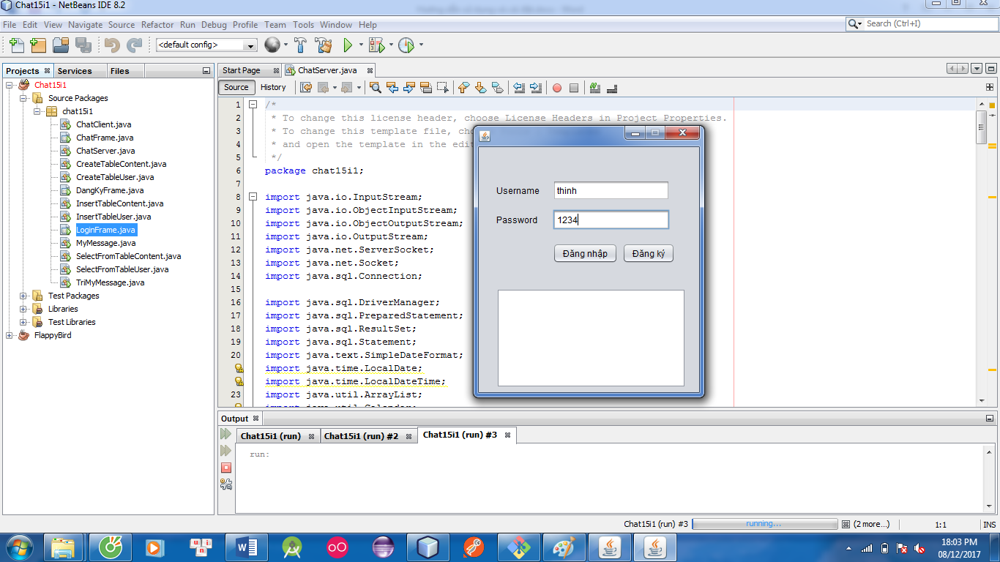 Chat15i1 - NetBeans IDE 8.2
File Edit View Navigate Source Refactor Run Debug Profile Team Tools Window Help
Search (Ctrl+I)
<default config>
Projects Services Files
Chat15i1
Source Packages
chat15i1
ChatClient.java
ChatFrame.java
ChatServer.java
CreateTableContent.java
CreateTableUser.java
DangKyFrame.java
InsertTableContent.java
InsertTableUser.java
LoginFrame.java
MyMessage.java
SelectFromTableContent.java
SelectFromTableUser.java
TriMyMessage.java
Test Packages
Libraries
Test Libraries
FlappyBird
Start Page ChatServer.java
Source History
1 /*
2 * To change this license header, choose License Headers in Project Properties.
3 * To change this template file, cho
4 * and open the template in the edit
5 */
6 package chat15i1;
7
8 import java.io.InputStream;
9 import java.io.ObjectInputStream;
10 import java.io.ObjectOutputStream;
11 import java.io.OutputStream;
12 import java.net.ServerSocket;
13 import java.net.Socket;
14 import java.sql.Connection;
15
16 import java.sql.DriverManager;
17 import java.sql.PreparedStatement;
18 import java.sql.ResultSet;
19 import java.sql.Statement;
20 import java.text.SimpleDateFormat;
import java.time.LocalDate;
import java.time.LocalDateTime;
23 import java.util.ArrayList;
import java.util.Calendar;
Username thinh
Password 1234
Đăng nhập Đăng ký
Output
Chat15i1 (run) Chat15i1 (run) #2 Chat15i1 (run) #3
run:
Chat15i1 (run) #3 running... (2 more...) 1:1 INS
18:03 PM
08/12/2017